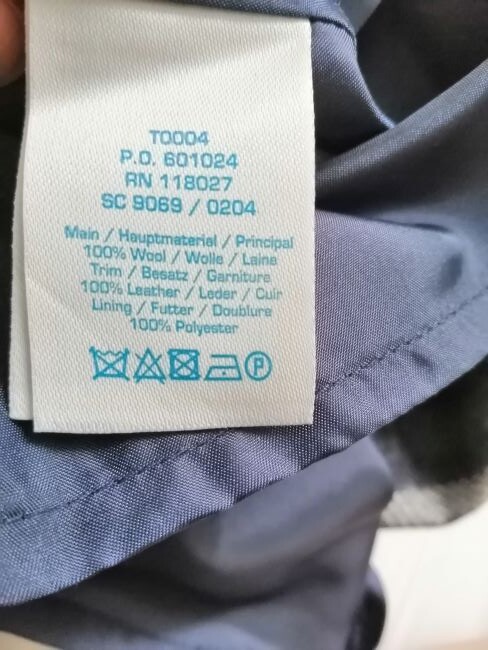 T0004
P.O. 601024
RN 118027
SC 9069 / 0204
Main / Hauptmaterial / Principal
100% Wool / Wolle / Laine
Trim / Besatz / Garniture
100% Leather / Leder / Cuir
Lining / Futter / Doublure
100% Polyester
P